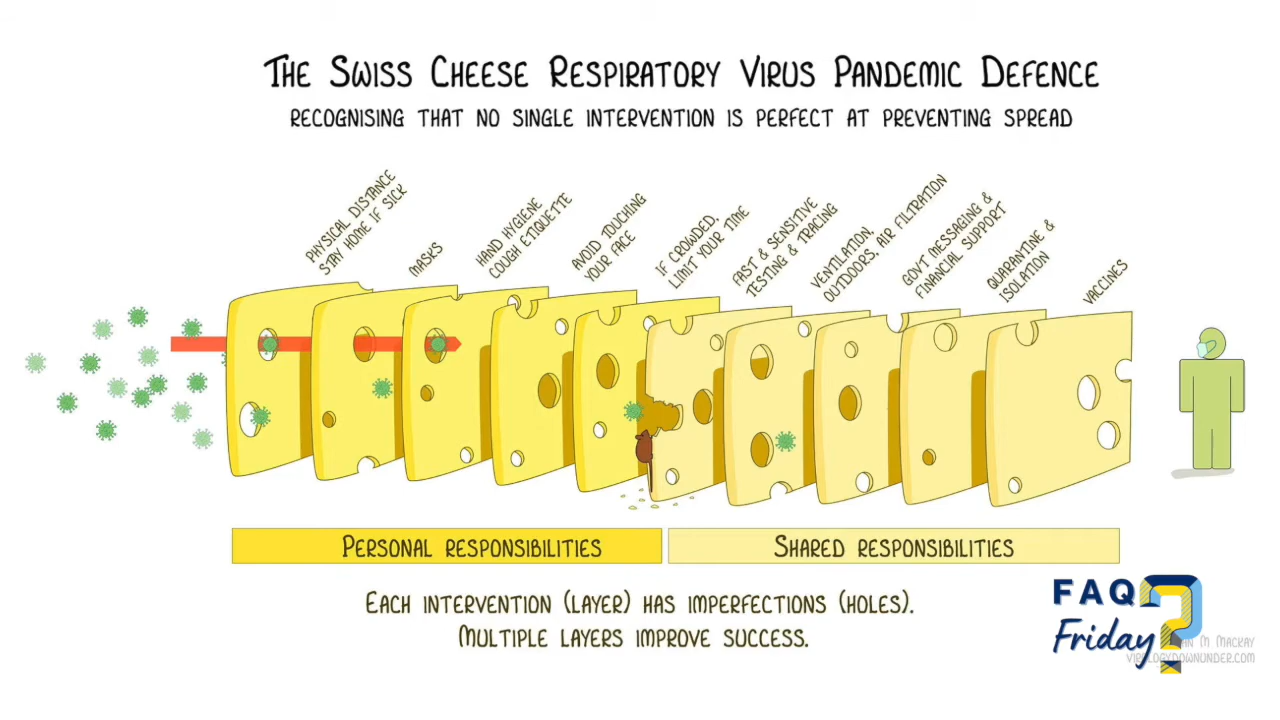 THE SWISS CHEESE RESPIRATORY VIRUS PANDEMIC DEFENCE
RECOGNISING THAT NO SINGLE INTERVENTION IS PERFECT AT PREVENTING SPREAD
PHYSICAL DISTANCE
STAY HOME IF SICK
MASKS
HAND HYGIENE
COUGH ETIQUETTE
AVOID TOUCHING
YOUR FACE
IF CROWDED,
LIMIT YOUR TIME
FAST & SENSITIVE
TESTING & TRACING
VENTILATION,
OUTDOORS, AIR FILTRATION
GOVT MESSAGING &
FINANCIAL SUPPORT
QUARANTINE &
ISOLATION
VACCINES
PERSONAL RESPONSIBILITIES
SHARED RESPONSIBILITIES
EACH INTERVENTION (LAYER) HAS IMPERFECTIONS (HOLES).
MULTIPLE LAYERS IMPROVE SUCCESS.
FAQ
Friday
?
M MACKAY
VIROLOGYDOWNUNDER.COM